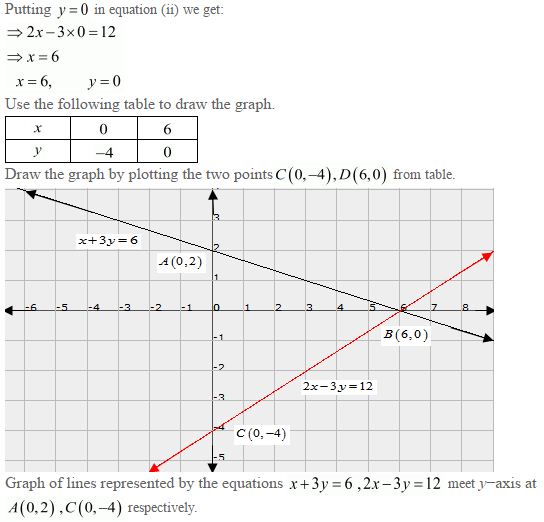 Putting y=0 in equation (ii) we get:
⇒ 2x−3×0=12
⇒ x=6
x=6, y=0
Use the following table to draw the graph.
x 0 6
y −4 0
Draw the graph by plotting the two points C(0,−4), D(6,0) from table.
3
x+3y=6
2
A(0,2)
1
-6 -5 -4 -3 -2 -1 0 1 2 3 4 5 6 7 8
-1
B(6,0)
-2
2x−3y=12
-3
-4
C(0,−4)
-5
Graph of lines represented by the equations x+3y=6 ,2x−3y=12 meet y−axis at
A(0,2) ,C(0,−4) respectively.